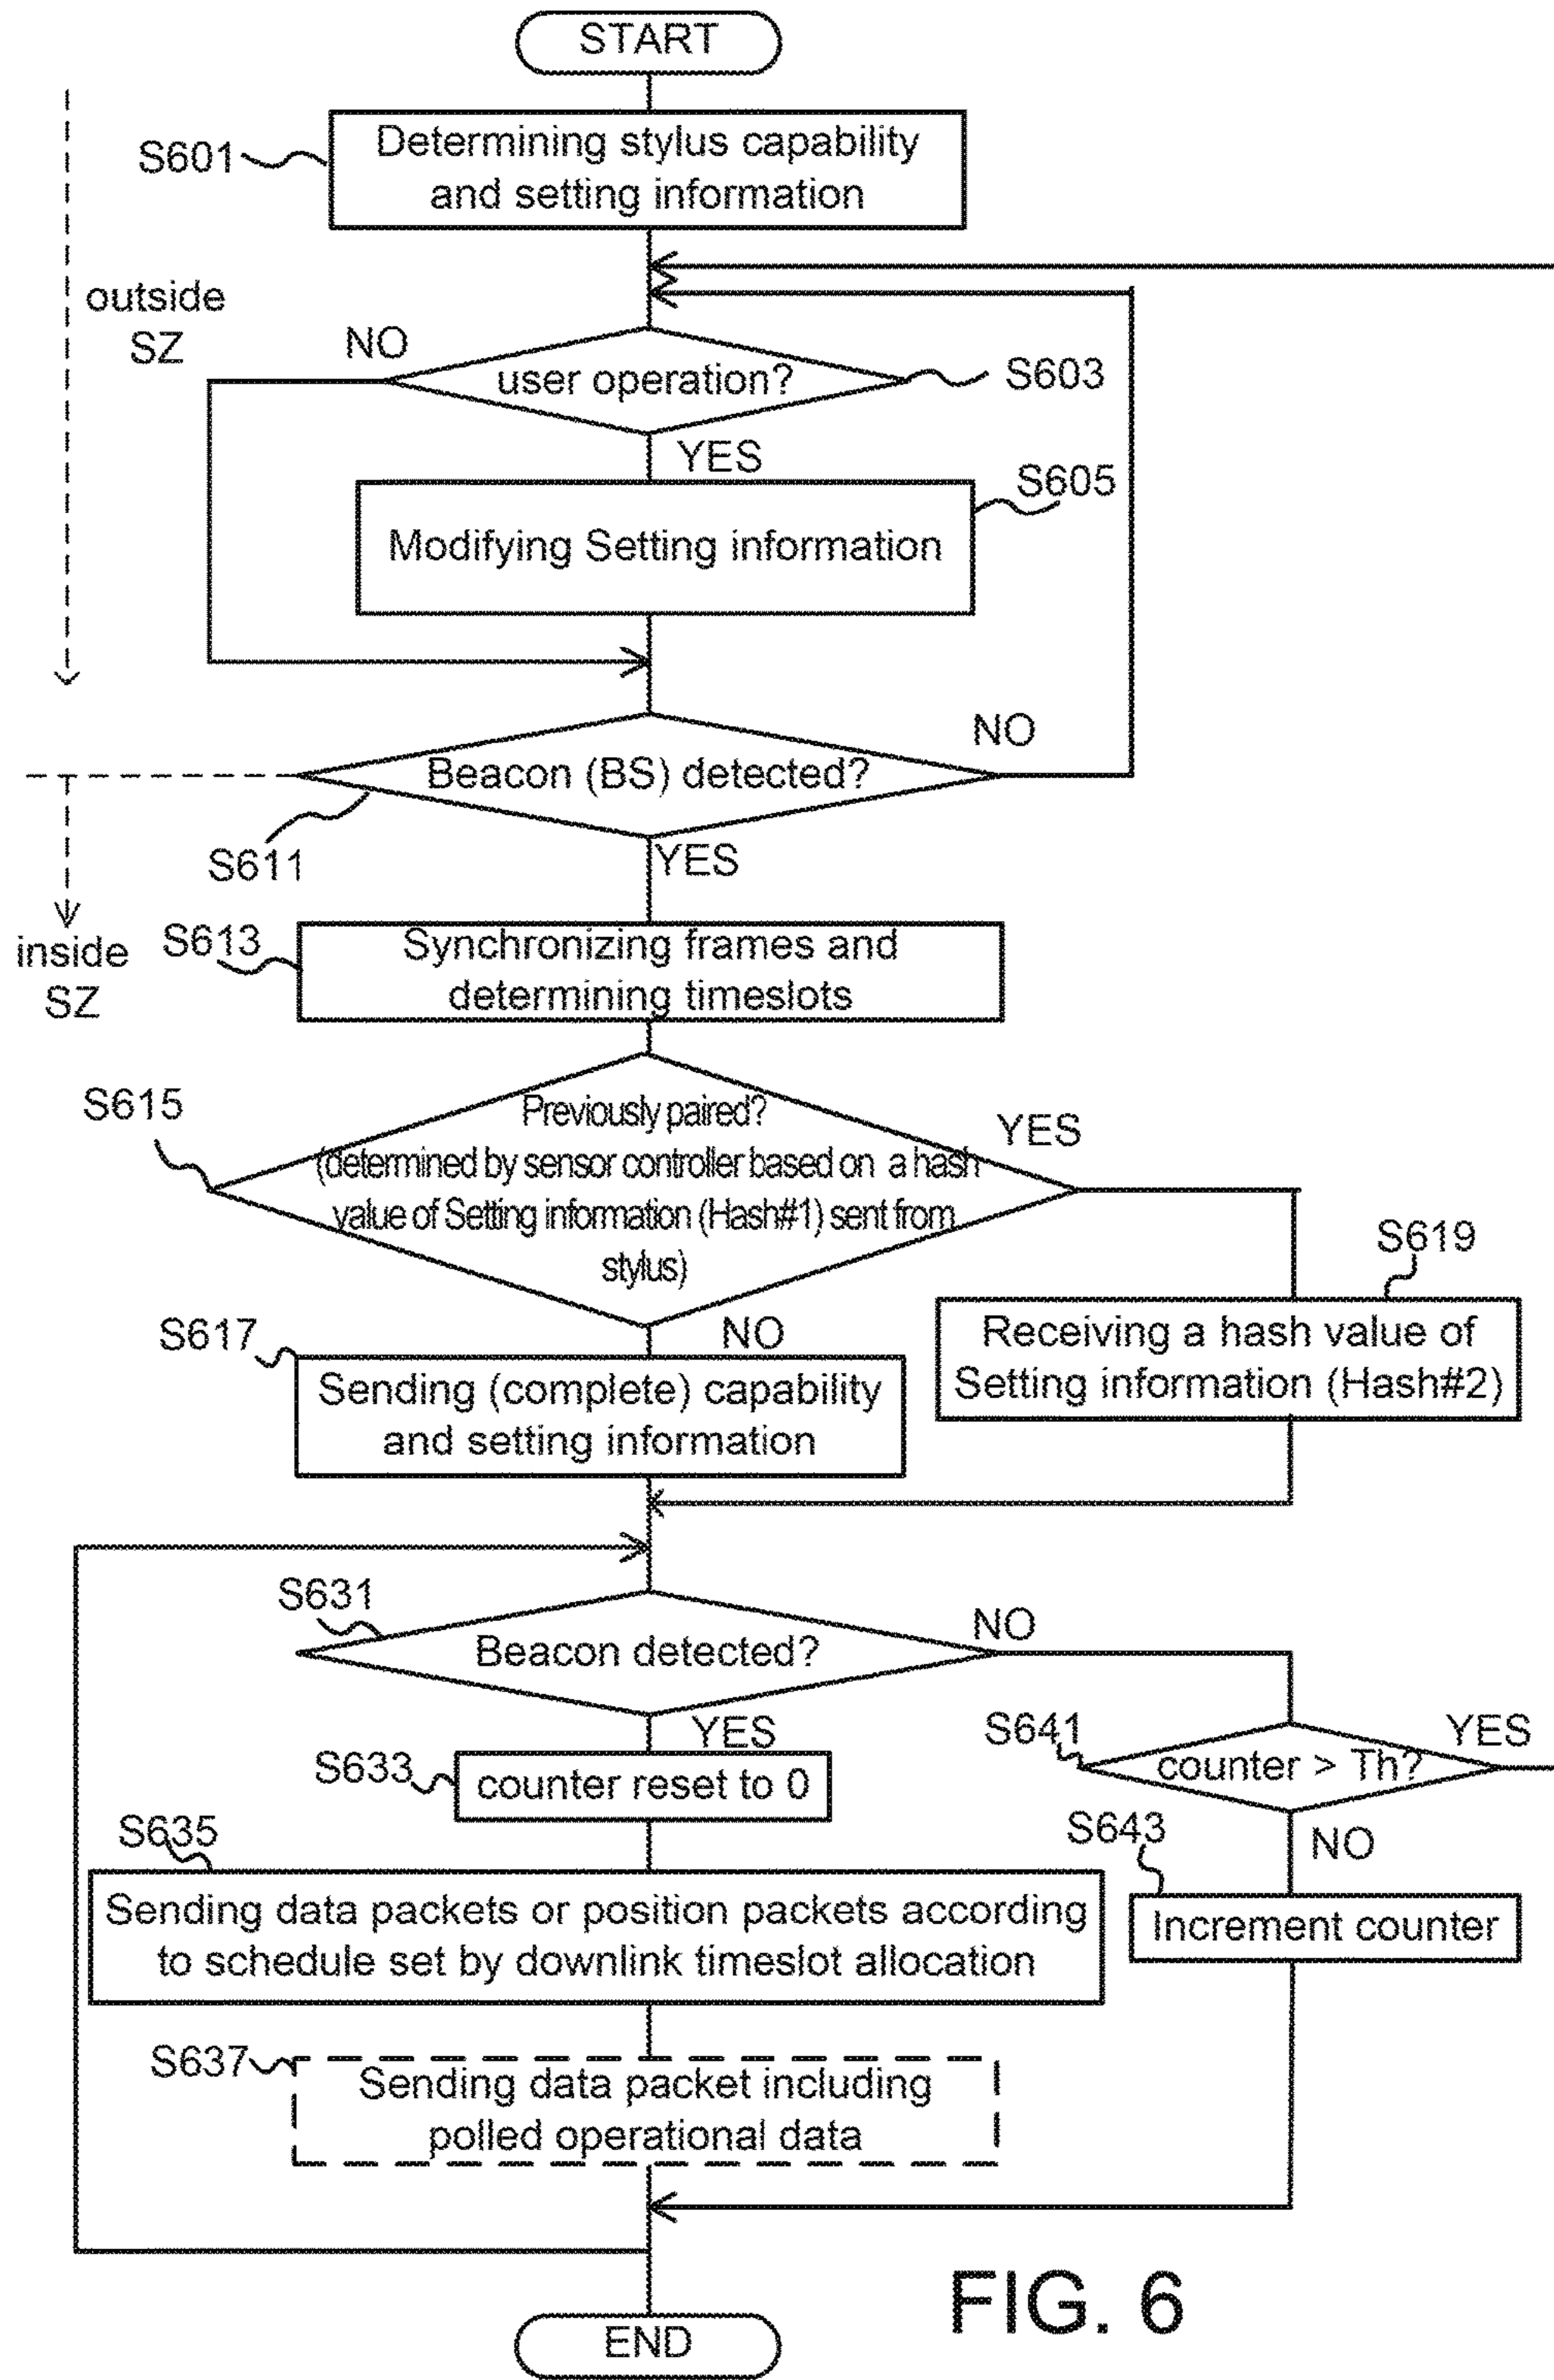 START
S601
Determining stylus capability
and setting information
outside
SZ
NO
user operation?
S603
YES
S605
Modifying Setting information
NO
Beacon (BS) detected?
S611
YES
inside
SZ
S613
Synchronizing frames and
determining timeslots
S615
Previously paired?
(determined by sensor controller based on a hash
value of Setting information (Hash#1) sent from
stylus)
YES
S619
Receiving a hash value of
Setting information (Hash#2)
S617
NO
Sending (complete) capability
and setting information
S631
Beacon detected?
NO
YES
S641
counter > Th?
YES
S633
counter reset to 0
NO
S643
Increment counter
S635
Sending data packets or position packets according
to schedule set by downlink timeslot allocation
S637
Sending data packet including
polled operational data
FIG. 6
END